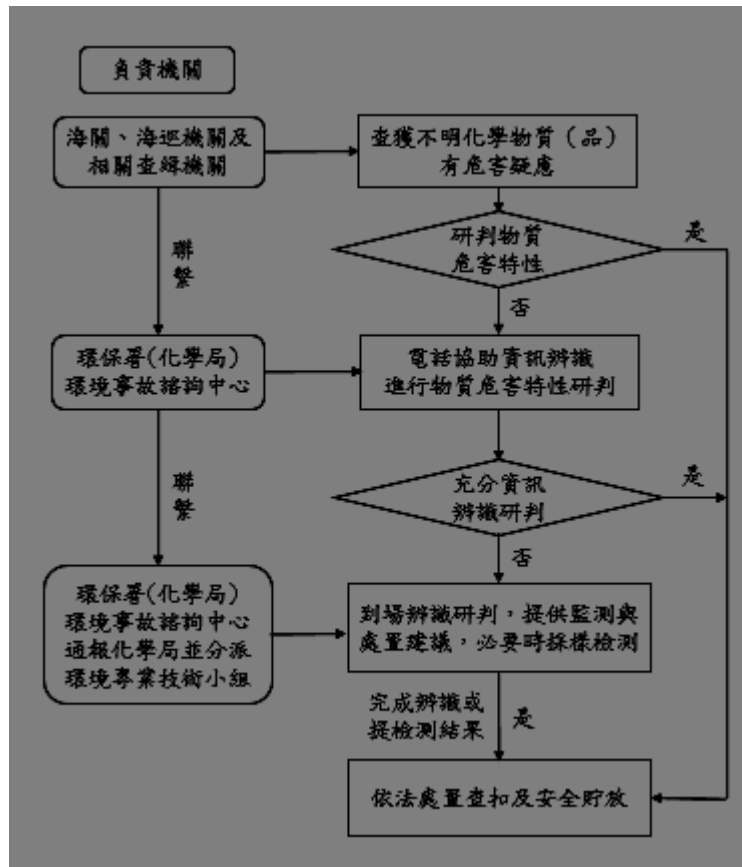 負責機關
海關、海巡機關及
相關查緝機關
查獲不明化學物質(品)
有危害疑慮
研判物質
危害特性
是
聯
繫
否
環保署(化學局)
環境事故諮詢中心
電話協助資訊辨識
進行物質危害特性研判
充分資訊
辨識研判
是
聯
繫
否
環保署(化學局)
環境事故諮詢中心
通報化學局並分派
環境專業技術小組
到場辨識研判，提供監測與
處置建議，必要時採樣檢測
完成辨識或
提檢測結果
是
依法處置查扣及安全貯放